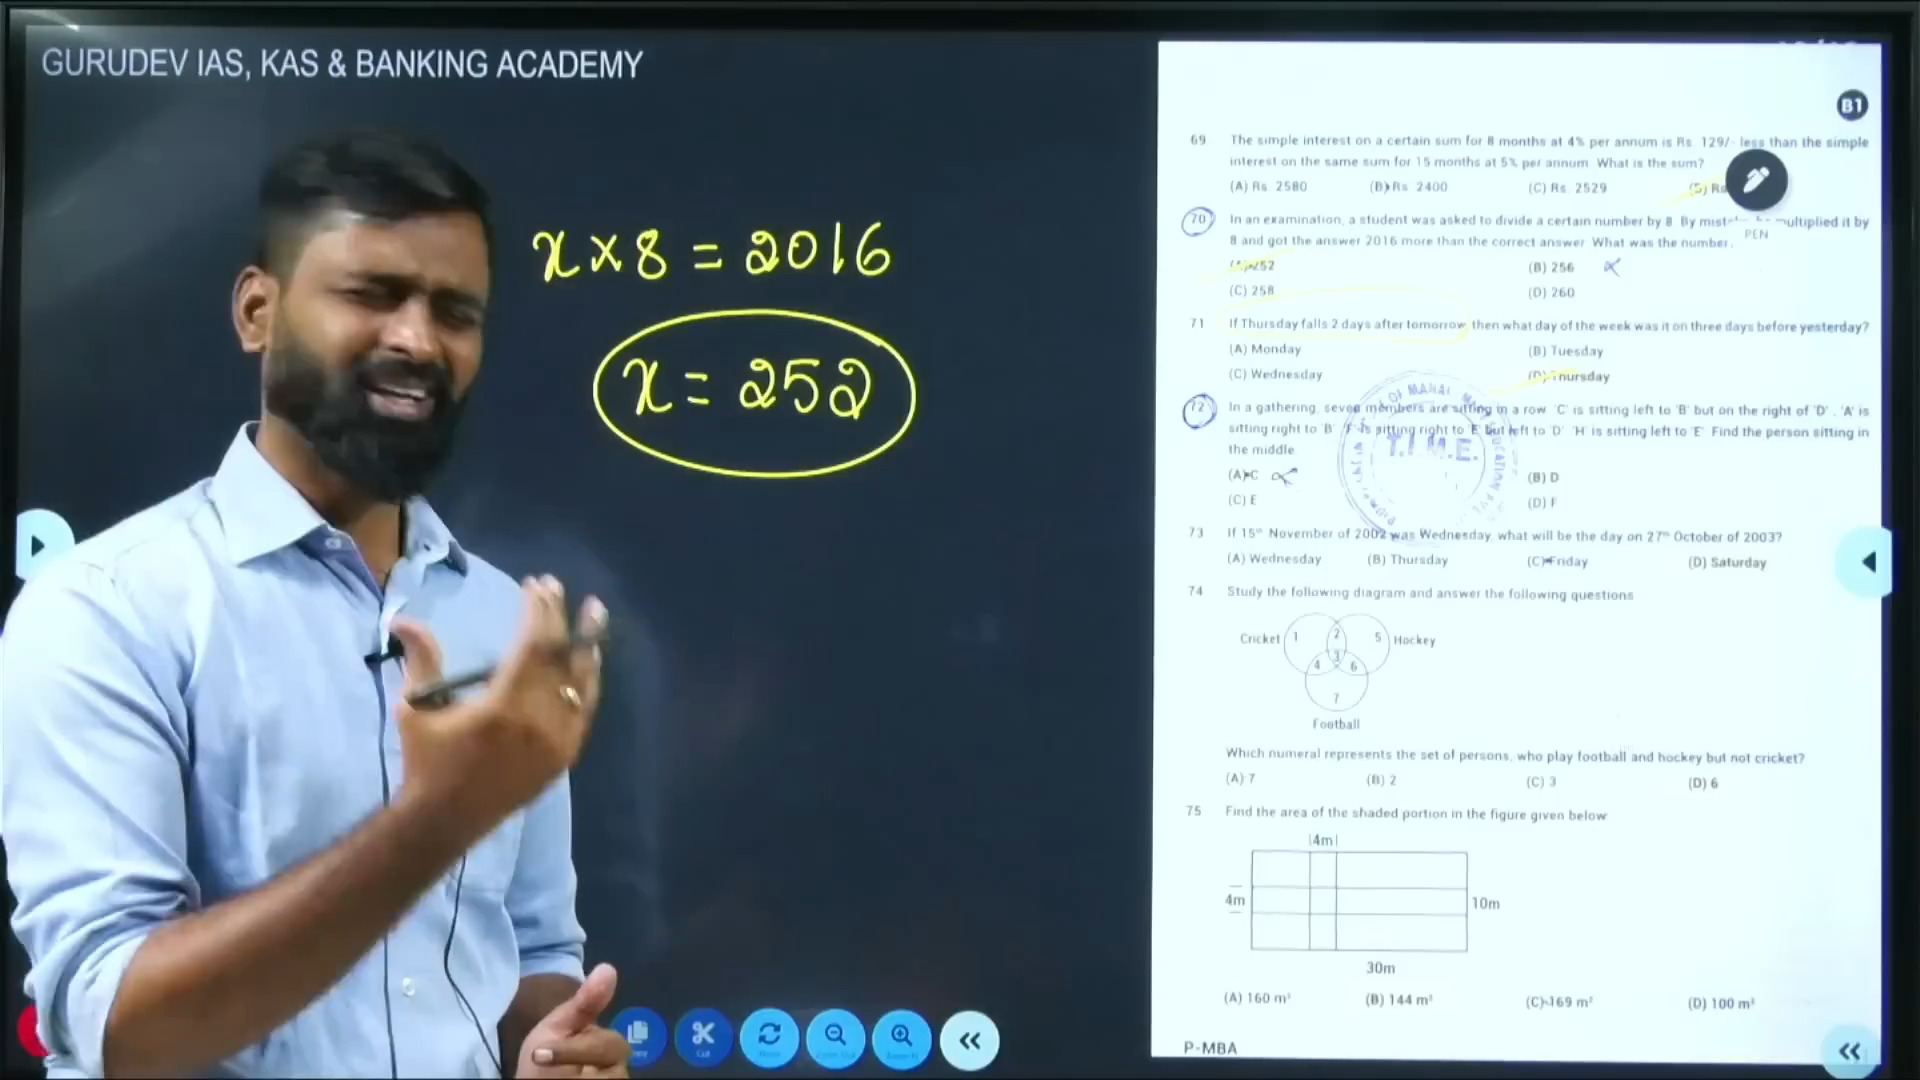 GURUDEV IAS, KAS & BANKING ACADEMY
x × 8 = 2016
x = 252
B1
69 The simple interest on a certain sum for 8 months at 4% per annum is Rs. 129/- less than the simple
interest on the same sum for 15 months at 5% per annum. What is the sum?
(A) Rs. 2580 (B) Rs. 2400 (C) Rs. 2529 (D) Rs
PEN
70 In an examination, a student was asked to divide a certain number by 8. By multiplied it by
8 and got the answer 2016 more than the correct answer. What was the number.
(A) 252 (B) 256
(C) 258 (D) 260
71 If Thursday falls 2 days after tomorrow, then what day of the week was it on three days before yesterday?
(A) Monday (B) Tuesday
(C) Wednesday (D) Thursday
72 In a gathering, seven members are sitting in a row. 'C' is sitting left to 'B' but on the right of 'D'. 'A' is
sitting right to 'B' 'F' is sitting right to 'E' but left to 'D' 'H' is sitting left to 'E' Find the person sitting in
the middle
(A) C (B) D
(C) E (D) F
T.I.M.E.
73 If 15th November of 2002 was Wednesday, what will be the day on 27th October of 2003?
(A) Wednesday (B) Thursday (C) Friday (D) Saturday
74 Study the following diagram and answer the following questions
Cricket 1 2 5 Hockey
4 3 6
7
Football
Which numeral represents the set of persons, who play football and hockey but not cricket?
(A) 7 (B) 2 (C) 3 (D) 6
75 Find the area of the shaded portion in the figure given below
|4m|
4m 10m
30m
(A) 160 m² (B) 144 m² (C) 169 m² (D) 100 m²
P-MBA